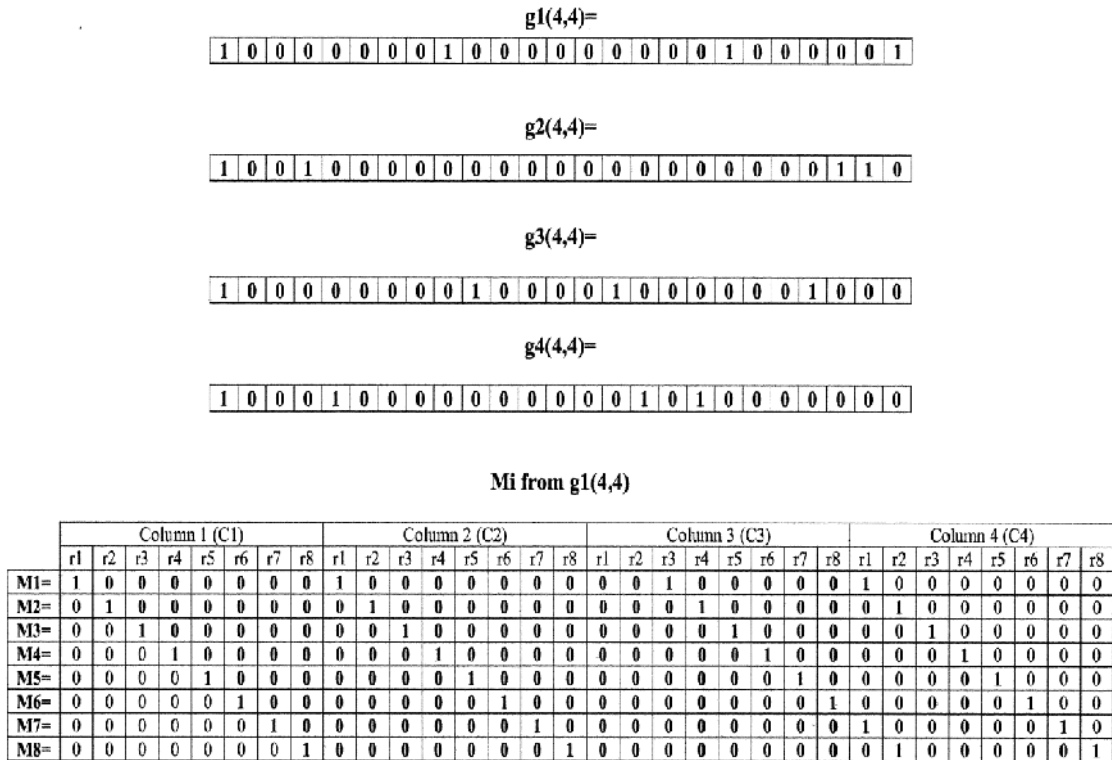 g1(4,4)=
1 0 0 0 0 0 0 0 1 0 0 0 0 0 0 0 0 0 1 0 0 0 0 0 1
g2(4,4)=
1 0 0 1 0 0 0 0 0 0 0 0 0 0 0 0 0 0 0 0 0 0 1 1 0
g3(4,4)=
1 0 0 0 0 0 0 0 0 1 0 0 0 0 1 0 0 0 0 0 0 1 0 0 0
g4(4,4)=
1 0 0 0 1 0 0 0 0 0 0 0 0 0 0 1 0 1 0 0 0 0 0 0 0
Mi from g1(4,4)
Column 1 (C1) Column 2 (C2) Column 3 (C3) Column 4 (C4)
r1 r2 r3 r4 r5 r6 r7 r8 r1 r2 r3 r4 r5 r6 r7 r8 r1 r2 r3 r4 r5 r6 r7 r8 r1 r2 r3 r4 r5 r6 r7 r8
M1= 1 0 0 0 0 0 0 0 1 0 0 0 0 0 0 0 0 0 1 0 0 0 0 0 1 0 0 0 0 0 0 0
M2= 0 1 0 0 0 0 0 0 0 1 0 0 0 0 0 0 0 0 0 1 0 0 0 0 0 1 0 0 0 0 0 0
M3= 0 0 1 0 0 0 0 0 0 0 1 0 0 0 0 0 0 0 0 0 1 0 0 0 0 0 1 0 0 0 0 0
M4= 0 0 0 1 0 0 0 0 0 0 0 1 0 0 0 0 0 0 0 0 0 1 0 0 0 0 0 1 0 0 0 0
M5= 0 0 0 0 1 0 0 0 0 0 0 0 1 0 0 0 0 0 0 0 0 0 1 0 0 0 0 0 1 0 0 0
M6= 0 0 0 0 0 1 0 0 0 0 0 0 0 1 0 0 0 0 0 0 0 0 0 1 0 0 0 0 0 1 0 0
M7= 0 0 0 0 0 0 1 0 0 0 0 0 0 0 1 0 0 0 0 0 0 0 0 0 1 0 0 0 0 0 1 0
M8= 0 0 0 0 0 0 0 1 0 0 0 0 0 0 0 1 0 0 0 0 0 0 0 0 0 1 0 0 0 0 0 1